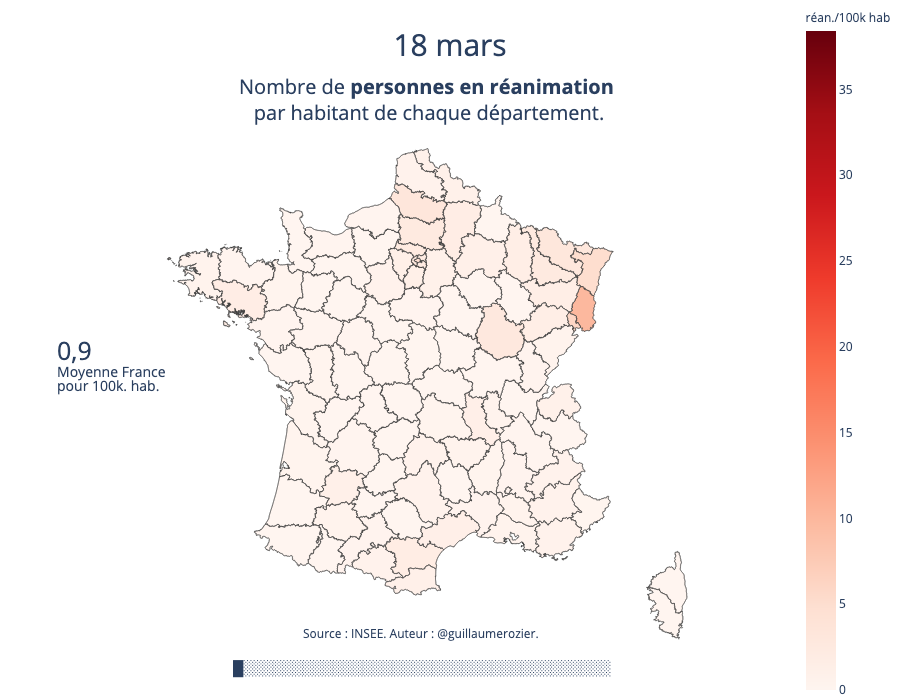 réan./100k hab
18 mars
Nombre de personnes en réanimation
par habitant de chaque département.
35
30
25
20
15
10
5
0
0,9
Moyenne France
pour 100k. hab.
Source : INSEE. Auteur : @guillaumerozier.